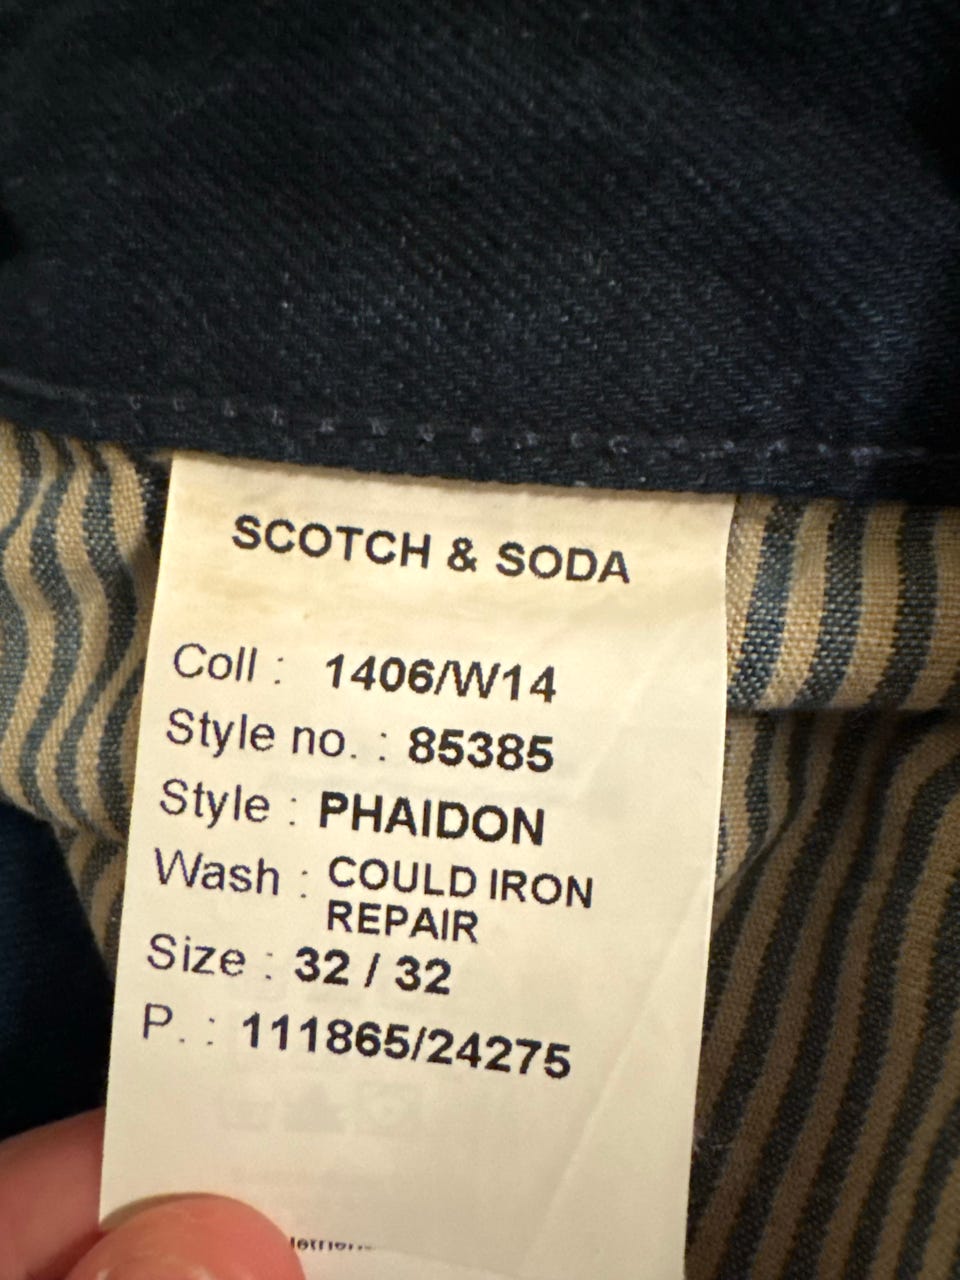 SCOTCH & SODA
Coll : 1406/W14
Style no. : 85385
Style : PHAIDON
Wash : COULD IRON
REPAIR
Size : 32 / 32
P. : 111865/24275